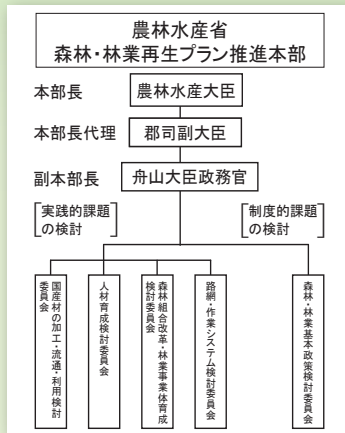 農林水産省
森林・林業再生プラン推進本部
本部長
農林水産大臣
本部長代理
郡司副大臣
副本部長
舟山大臣政務官
実践的課題
の検討
制度的課題
の検討
国産材の加工・流通・利用検討
委員会
人材育成検討委員会
森林組合改革・林業事業体育成
検討委員会
路網・作業システム検討委員会
森林・林業基本政策検討委員会